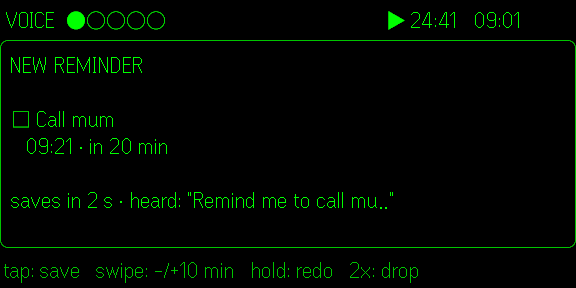 VOICE ●○○○○ ▶ 24:41 09:01
NEW REMINDER
☐ Call mum
09:21 · in 20 min
saves in 2 s · heard: "Remind me to call mu.."
tap: save swipe: -/+10 min hold: redo 2x: drop